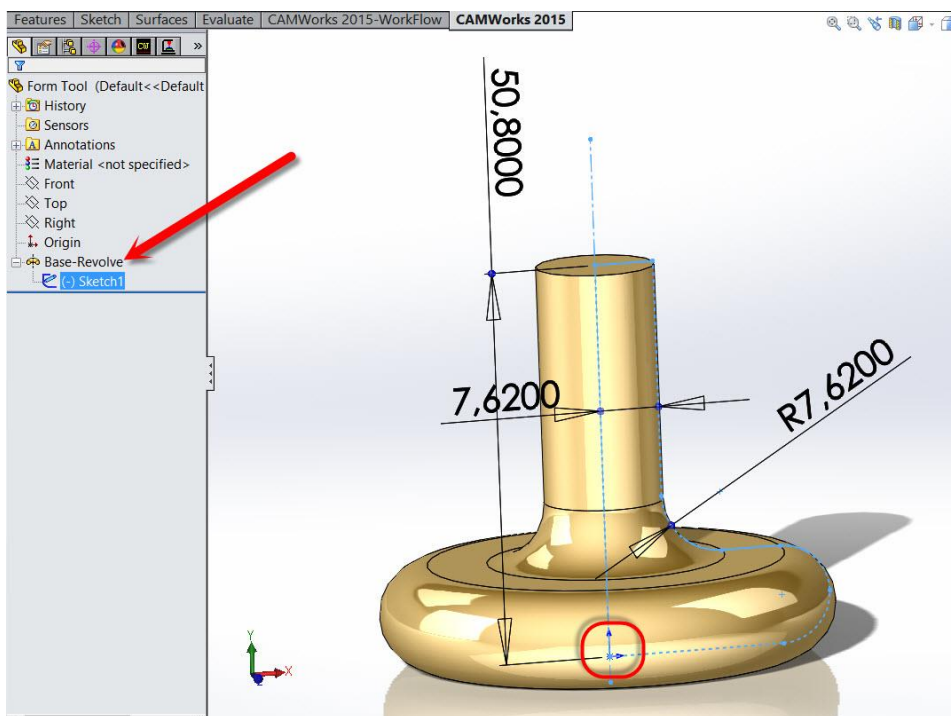 Features Sketch Surfaces Evaluate CAMWorks 2015-WorkFlow CAMWorks 2015
»
Form Tool (Default<<Default
History
Sensors
A Annotations
Material <not specified>
Front
Top
Right
Origin
Base-Revolve
(-) Sketch1
50,8000
7,6200
R7,6200
Y
X